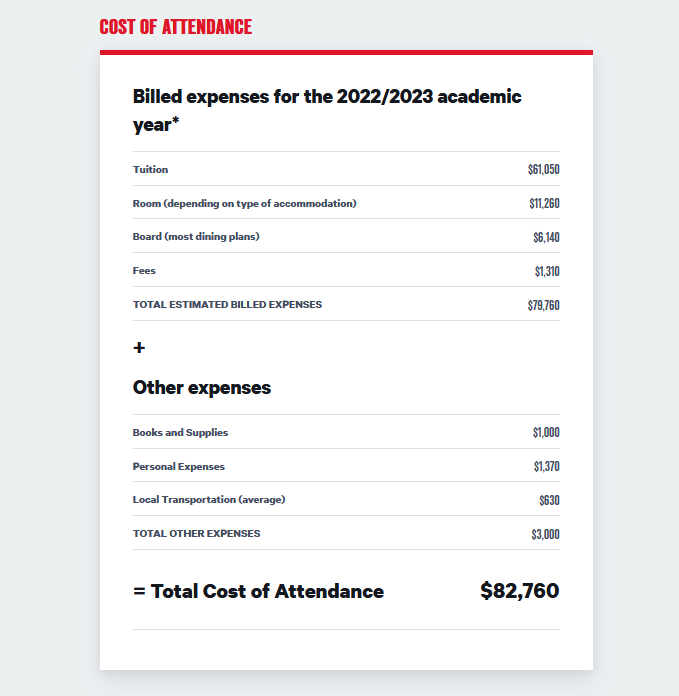 COST OF ATTENDANCE
Billed expenses for the 2022/2023 academic
year*
Tuition $61,050
Room (depending on type of accommodation) $11,260
Board (most dining plans) $6,140
Fees $1,310
TOTAL ESTIMATED BILLED EXPENSES $79,760
+
Other expenses
Books and Supplies $1,000
Personal Expenses $1,370
Local Transportation (average) $630
TOTAL OTHER EXPENSES $3,000
= Total Cost of Attendance $82,760